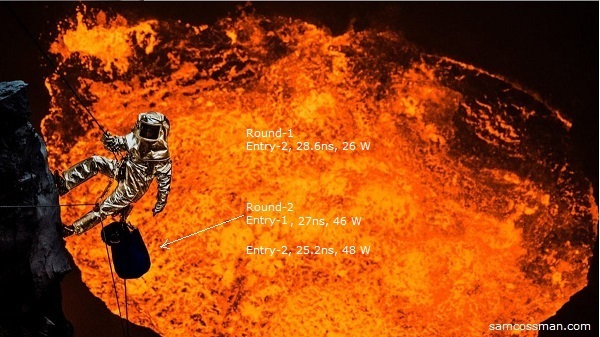 Round-1
Entry-2, 28.6ns, 26 W
Round-2
Entry-1, 27ns, 46 W
Entry-2, 25.2ns, 48 W
samcossman.com